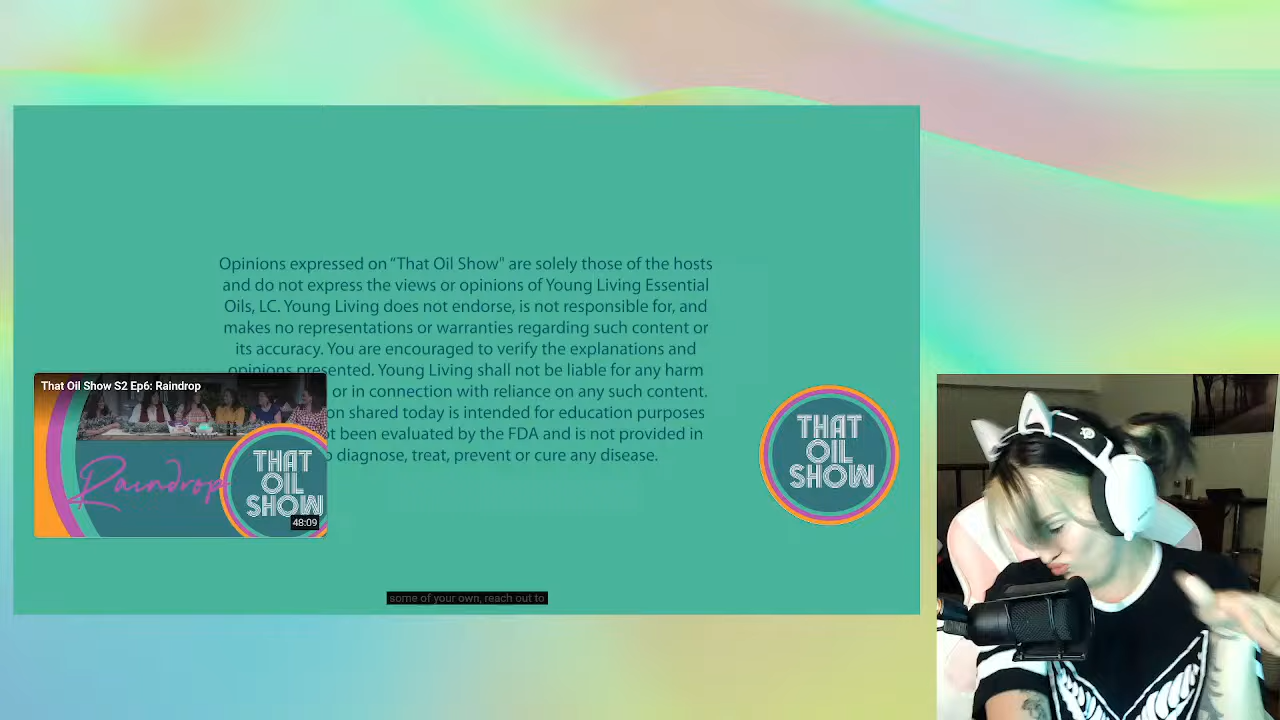 Opinions expressed on "That Oil Show" are solely those of the hosts
and do not express the views or opinions of Young Living Essential
Oils, LC. Young Living does not endorse, is not responsible for, and
makes no representations or warranties regarding such content or
its accuracy. You are encouraged to verify the explanations and
opinions presented. Young Living shall not be liable for any harm
That Oil Show S2 Ep6: Raindrop
or in connection with reliance on any such content.
shared today is intended for education purposes
been evaluated by the FDA and is not provided in
diagnose, treat, prevent or cure any disease.
Raindrop
THAT
OIL
SHOW
48:09
THAT
OIL
SHOW
some of your own, reach out to